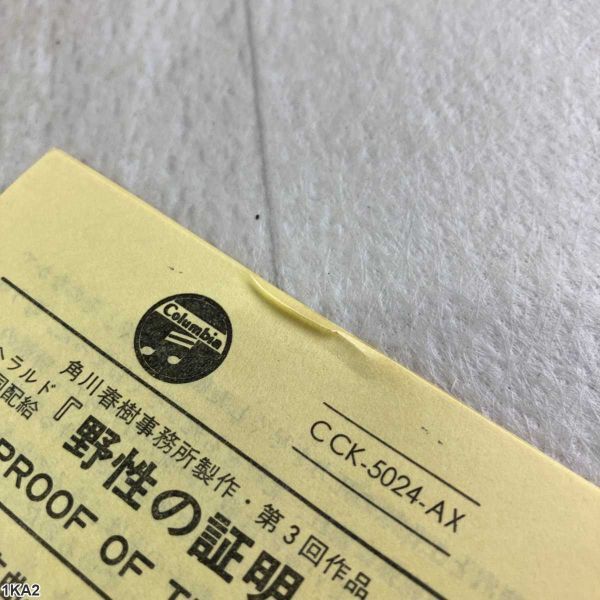 Columbia
CCK-5024-AX
角川春樹事務所製作・第3回作品
ヘラルド
同配給
『野性の証明
PROOF OF T
1KA2